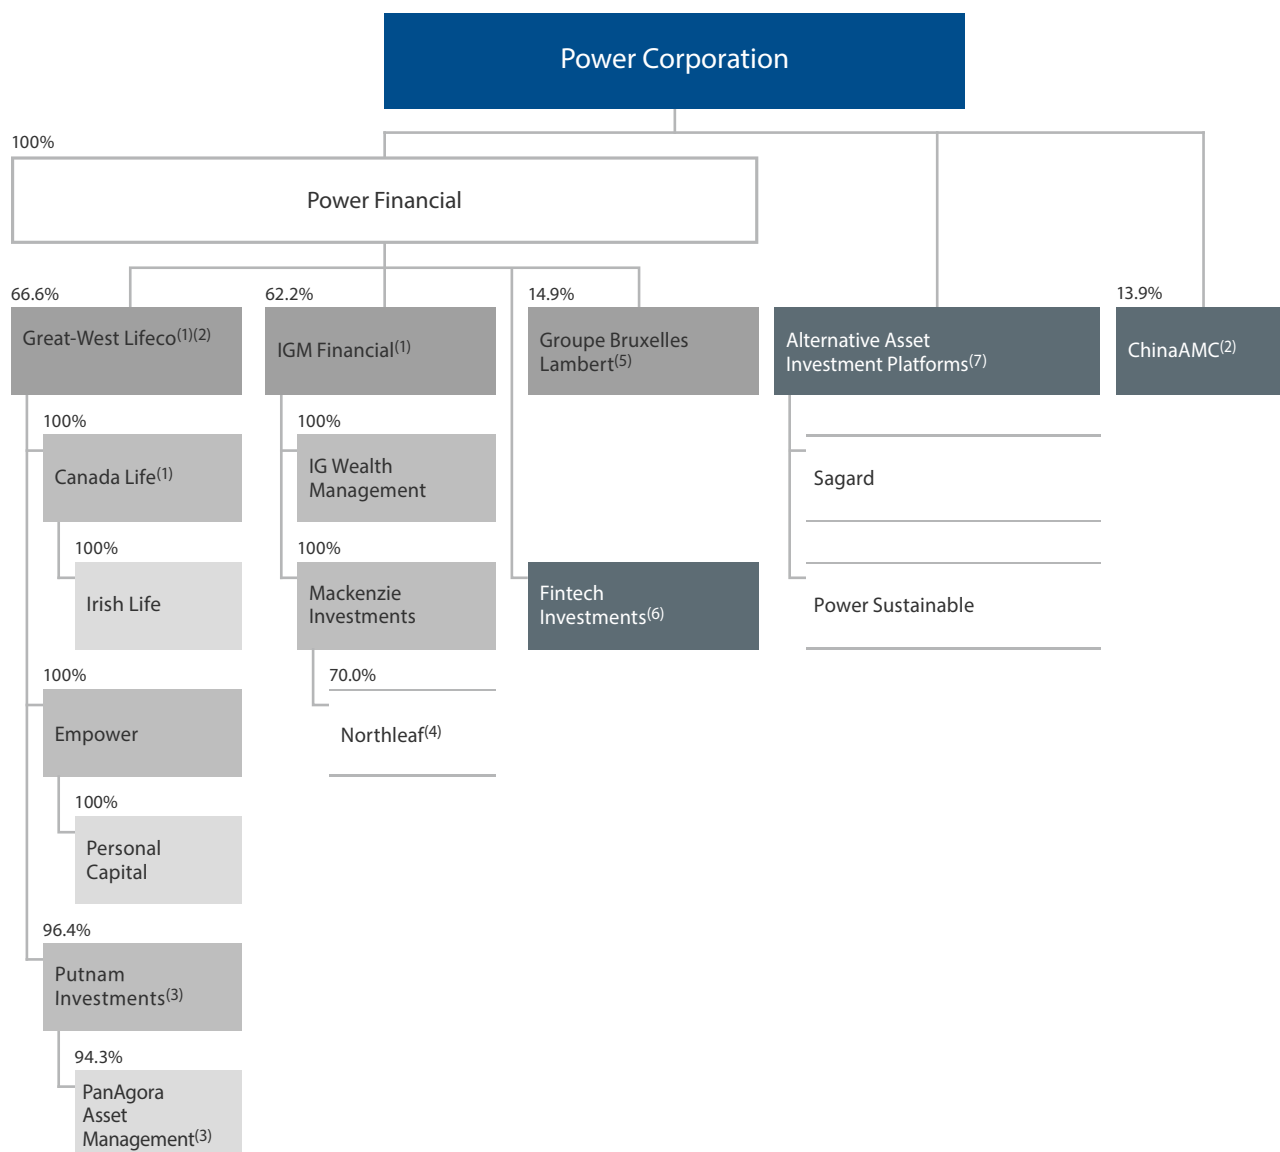 Power Corporation
100%
Power Financial
66.6%
Great-West Lifeco(1)(2)
100%
Canada Life(1)
100%
Irish Life
100%
Empower
100%
Personal
Capital
96.4%
Putnam
Investments(3)
94.3%
PanAgora
Asset
Management(3)
62.2%
IGM Financial(1)
100%
IG Wealth
Management
100%
Mackenzie
Investments
70.0%
Northleaf(4)
14.9%
Groupe Bruxelles
Lambert(5)
Fintech
Investments(6)
Alternative Asset
Investment Platforms(7)
Sagard
Power Sustainable
13.9%
ChinaAMC(2)